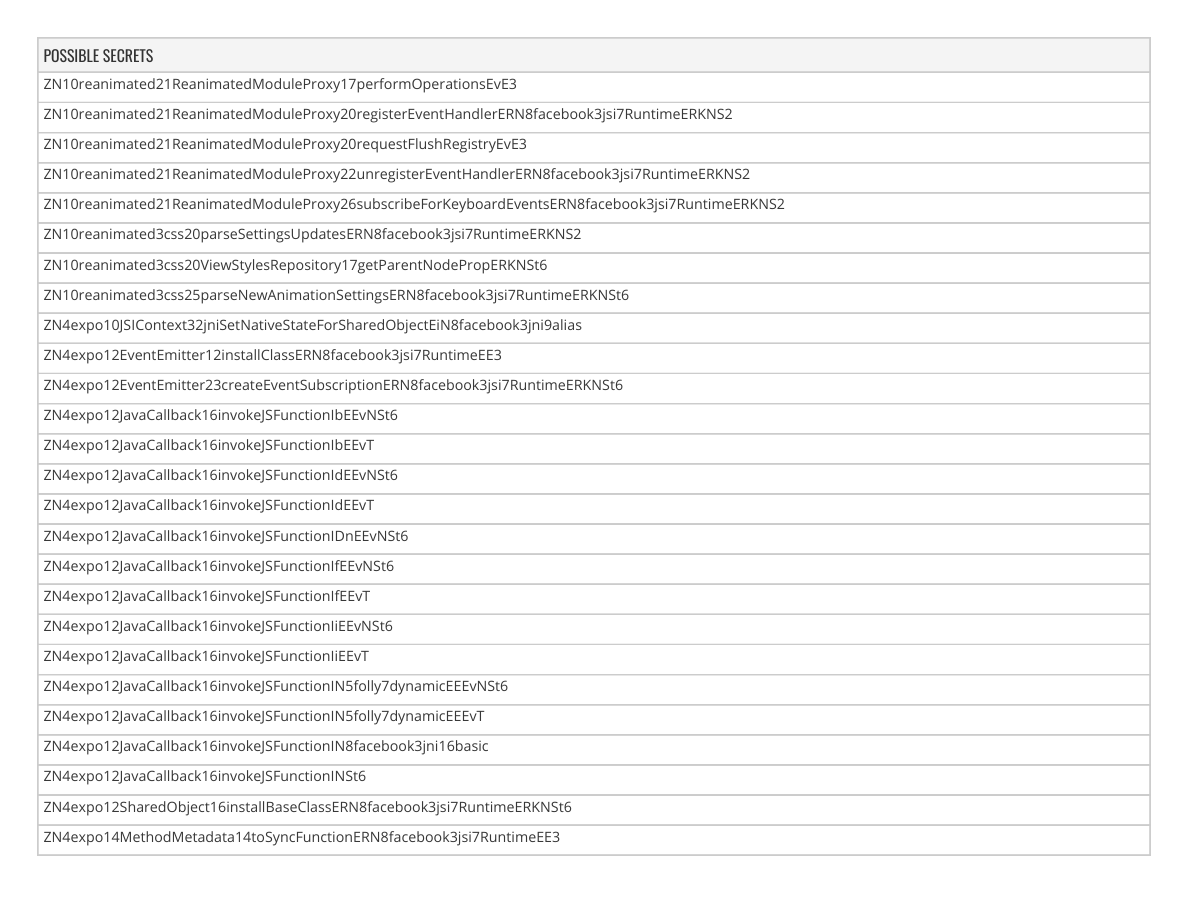 POSSIBLE SECRETS
ZN10reanimated21ReanimatedModuleProxy17performOperationsEvE3
ZN10reanimated21ReanimatedModuleProxy20registerEventHandlerERN8facebook3jsi7RuntimeERKNS2
ZN10reanimated21ReanimatedModuleProxy20requestFlushRegistryEvE3
ZN10reanimated21ReanimatedModuleProxy22unregisterEventHandlerERN8facebook3jsi7RuntimeERKNS2
ZN10reanimated21ReanimatedModuleProxy26subscribeForKeyboardEventsERN8facebook3jsi7RuntimeERKNS2
ZN10reanimated3css20parseSettingsUpdatesERN8facebook3jsi7RuntimeERKNS2
ZN10reanimated3css20ViewStylesRepository17getParentNodePropERKNSt6
ZN10reanimated3css25parseNewAnimationSettingsERN8facebook3jsi7RuntimeERKNSt6
ZN4expo10JSIContext32jniSetNativeStateForSharedObjectEiN8facebook3jni9alias
ZN4expo12EventEmitter12installClassERN8facebook3jsi7RuntimeEE3
ZN4expo12EventEmitter23createEventSubscriptionERN8facebook3jsi7RuntimeERKNSt6
ZN4expo12JavaCallback16invokeJSFunctionIbEEvNSt6
ZN4expo12JavaCallback16invokeJSFunctionIbEEvT
ZN4expo12JavaCallback16invokeJSFunctionIdEEvNSt6
ZN4expo12JavaCallback16invokeJSFunctionIdEEvT
ZN4expo12JavaCallback16invokeJSFunctionIDnEEvNSt6
ZN4expo12JavaCallback16invokeJSFunctionIfEEvNSt6
ZN4expo12JavaCallback16invokeJSFunctionIfEEvT
ZN4expo12JavaCallback16invokeJSFunctionIiEEvNSt6
ZN4expo12JavaCallback16invokeJSFunctionIiEEvT
ZN4expo12JavaCallback16invokeJSFunctionIN5folly7dynamicEEEvNSt6
ZN4expo12JavaCallback16invokeJSFunctionIN5folly7dynamicEEEvT
ZN4expo12JavaCallback16invokeJSFunctionIN8facebook3jni16basic
ZN4expo12JavaCallback16invokeJSFunctionINSt6
ZN4expo12SharedObject16installBaseClassERN8facebook3jsi7RuntimeERKNSt6
ZN4expo14MethodMetadata14toSyncFunctionERN8facebook3jsi7RuntimeEE3